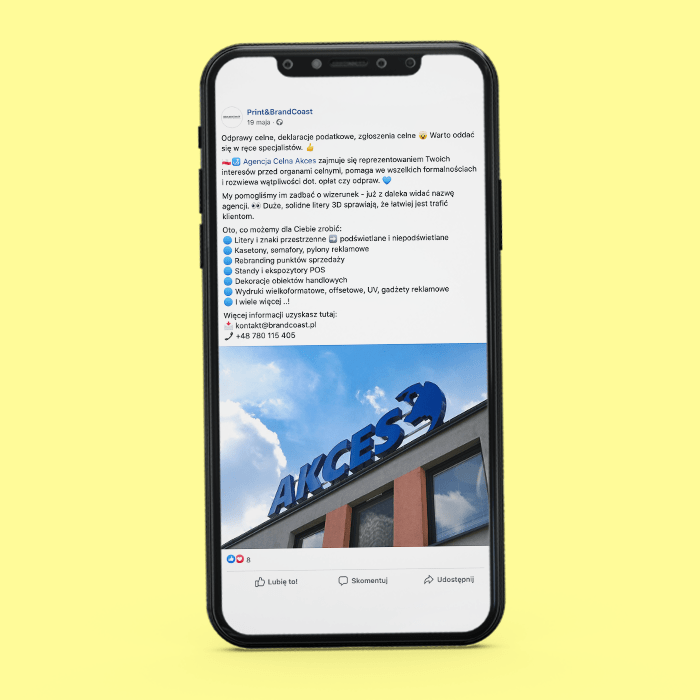 Print&BrandCoast
19 maja ·
Odprawy celne, deklaracje podatkowe, zgłoszenia celne 😲 Warto oddać
się w ręce specjalistów. 👍
🇵🇱🛃 Agencja Celna Akces zajmuje się reprezentowaniem Twoich
interesów przed organami celnymi, pomaga we wszelkich formalnościach
i rozwiewa wątpliwości dot. opłat czy odpraw. 💙
My pomogliśmy im zadbać o wizerunek - już z daleka widać nazwę
agencji. 👀 Duże, solidne litery 3D sprawiają, że łatwiej jest trafić
klientom.
Oto, co możemy dla Ciebie zrobić:
🔵 Litery i znaki przestrzenne ➡️ podświetlane i niepodświetlane
🔵 Kasetony, semafory, pylony reklamowe
🔵 Rebranding punktów sprzedaży
🔵 Standy i ekspozytory POS
🔵 Dekoracje obiektów handlowych
🔵 Wydruki wielkoformatowe, offsetowe, UV, gadżety reklamowe
🔵 I wiele więcej ..!
Więcej informacji uzyskasz tutaj:
📩 kontakt@brandcoast.pl
📞 +48 780 115 405
AKCES
8
Lubię to! Skomentuj Udostępnij